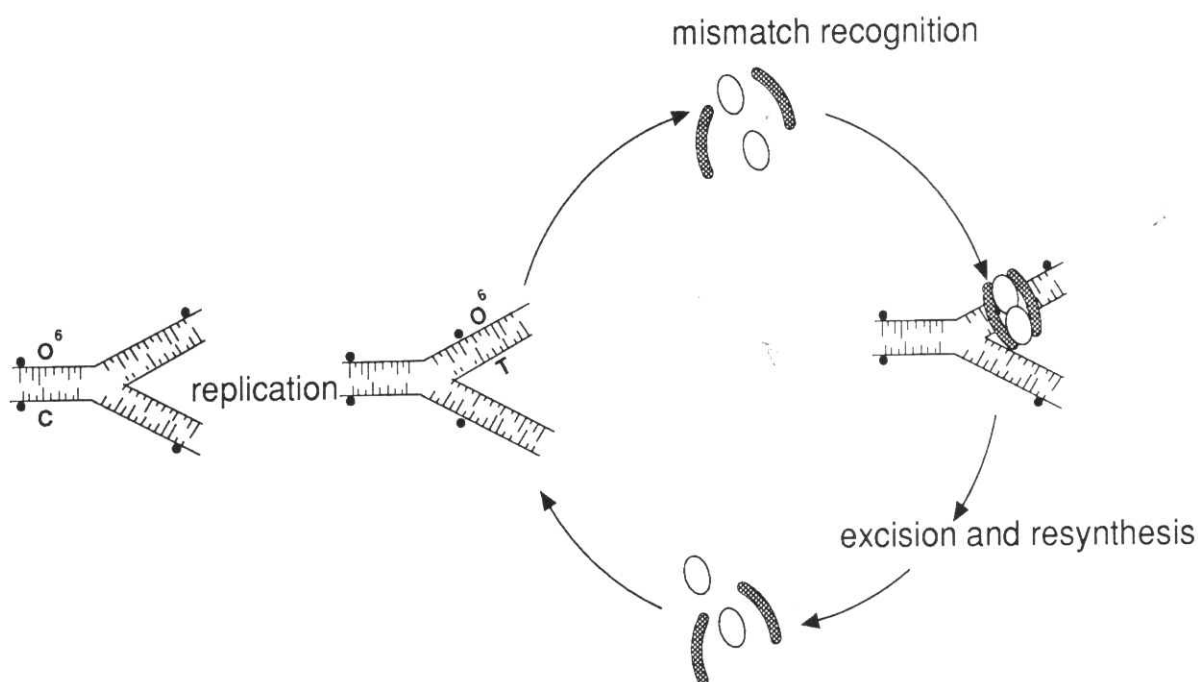 mismatch recognition
O⁶
C
replication
O⁶
T
excision and resynthesis